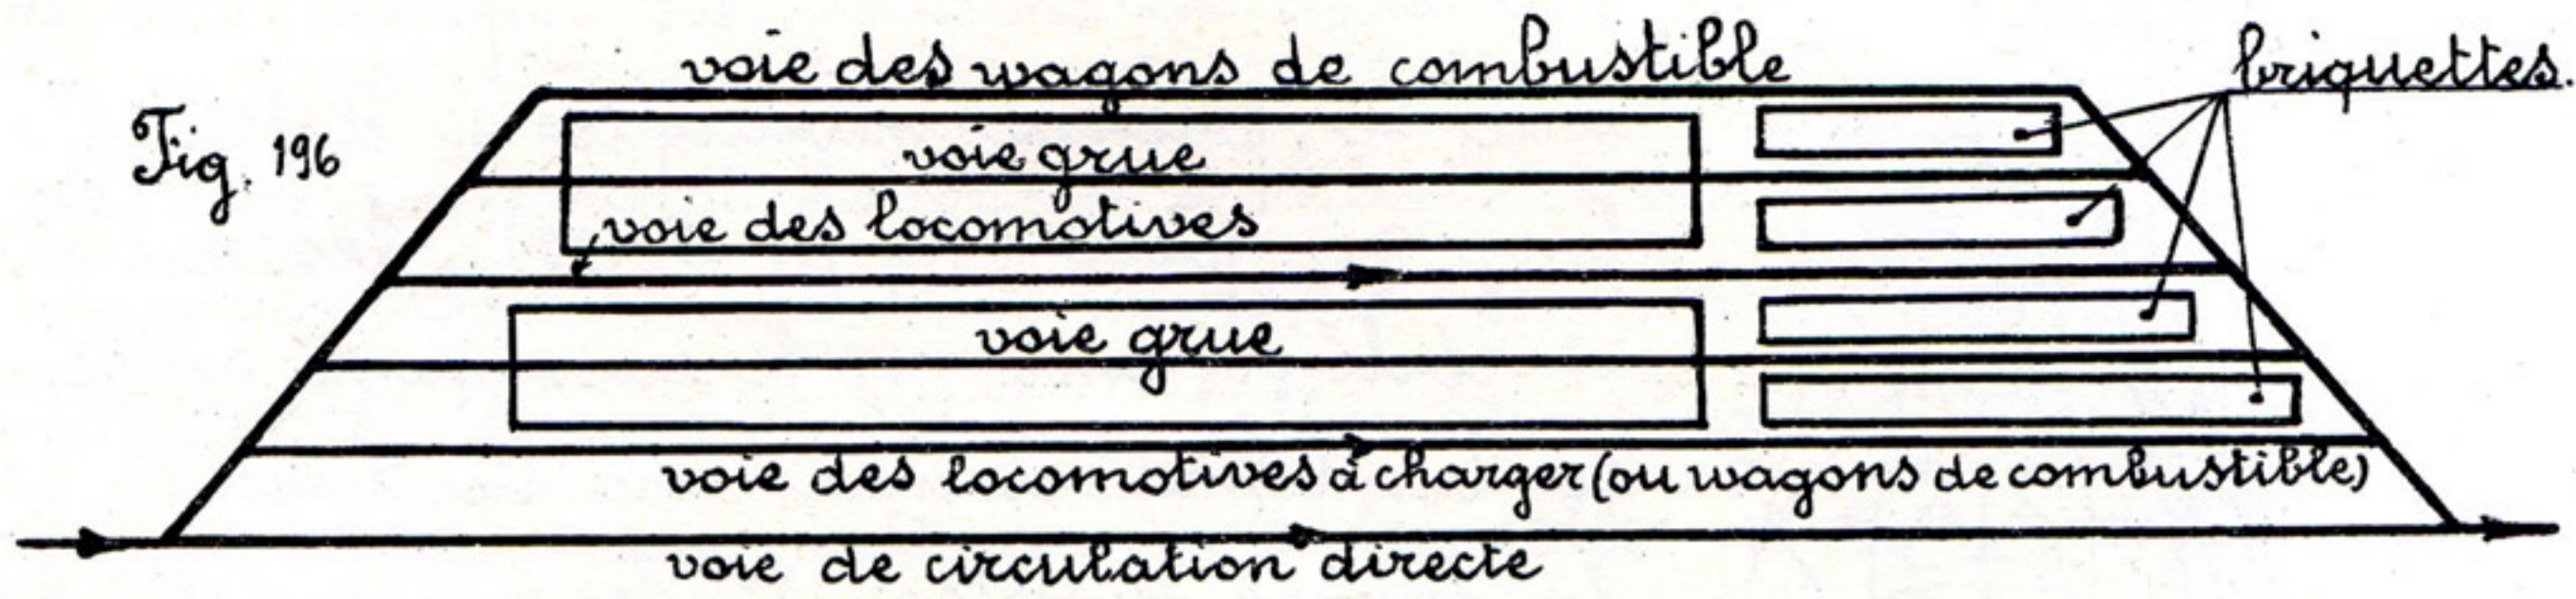 voie des wagons de combustible
briquettes.
Fig. 196
voie grue
voie des locomotives
voie grue
voie des locomotives à charger (ou wagons de combustible)
voie de circulation directe